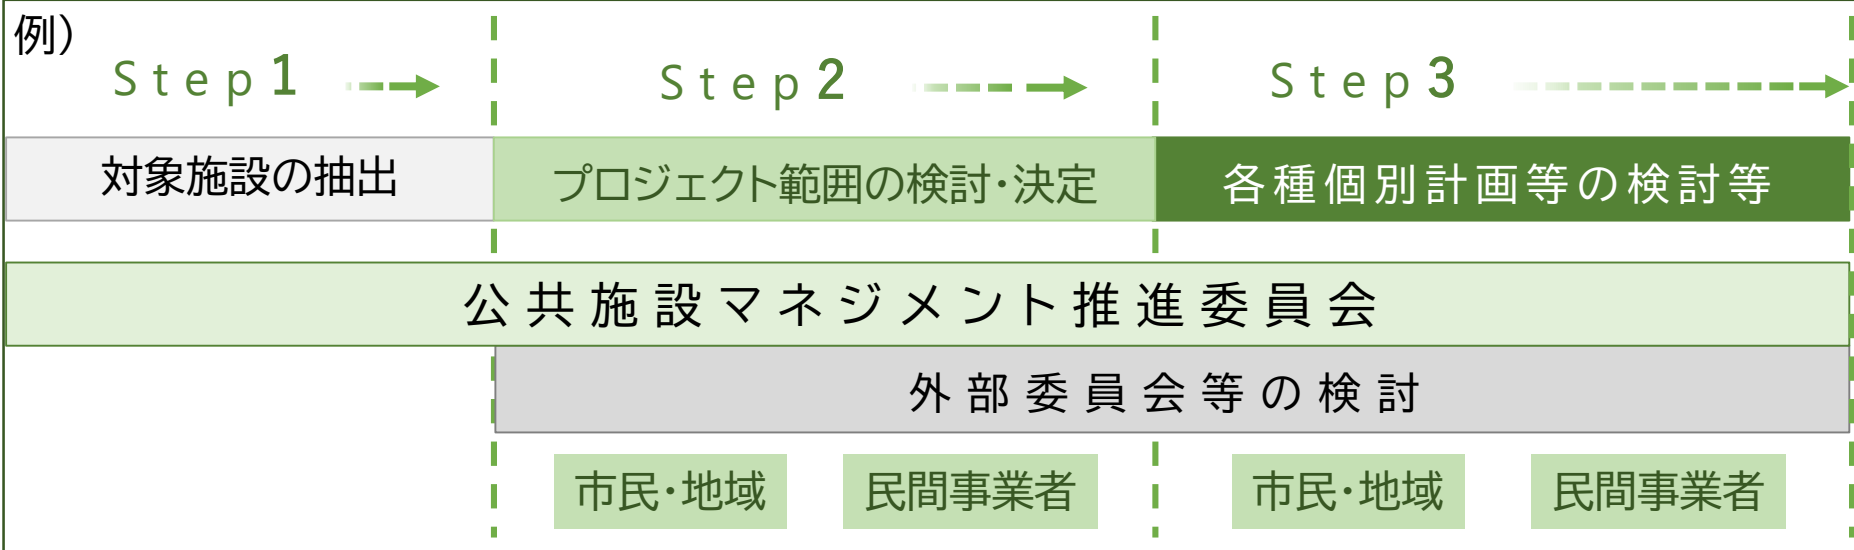 例）
Step1
Step2
Step3
対象施設の抽出
プロジェクト範囲の検討・決定
各種個別計画等の検討等
公共施設マネジメント推進委員会
外部委員会等の検討
市民・地域
民間事業者
市民・地域
民間事業者